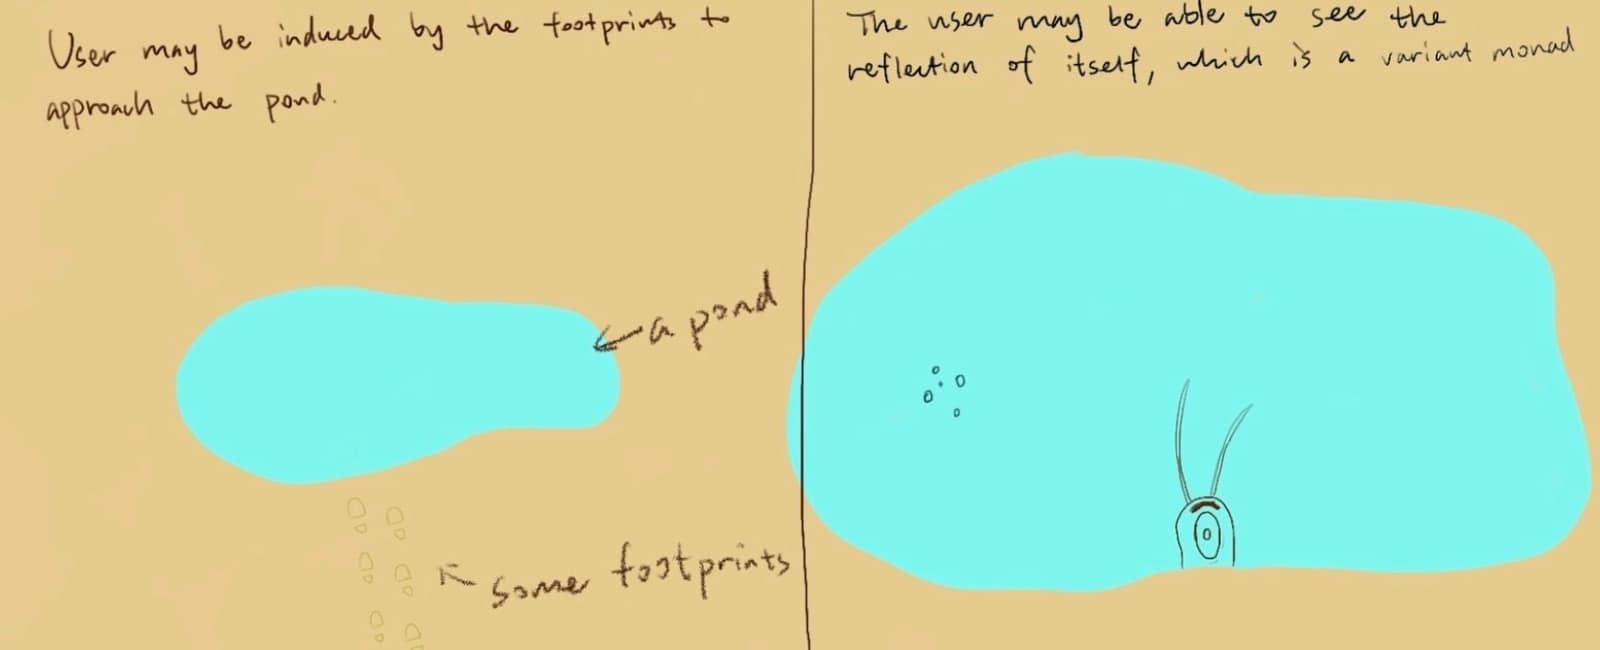 User may be induced by the footprints to
approach the pond.
a pond
some footprints
The user may be able to see the
reflection of itself, which is a variant monad